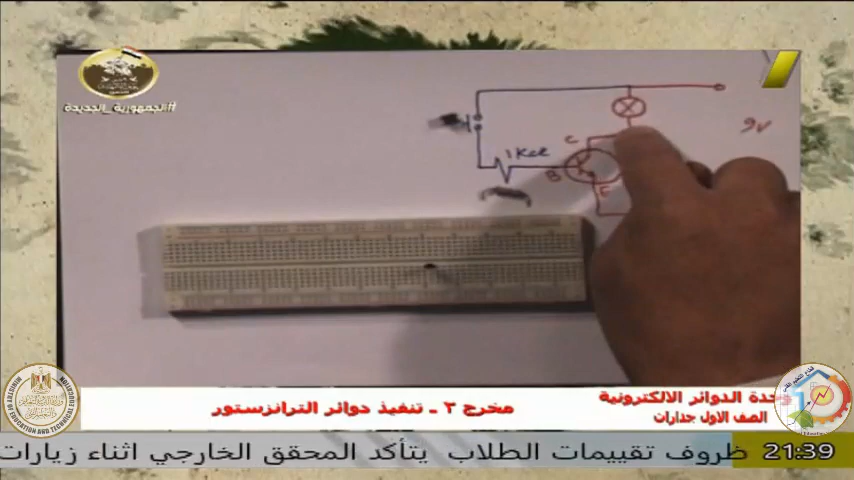 #الجمهورية_الجديدة
9V
C
1KΩ
B
E
وحدة الدوائر الالكترونية
الصف الاول جدارات
مخرج ٣ ـ تنفيذ دوائر الترانزستور
21:39
ظروف تقييمات الطلاب يتأكد المحقق الخارجي اثناء زيارات